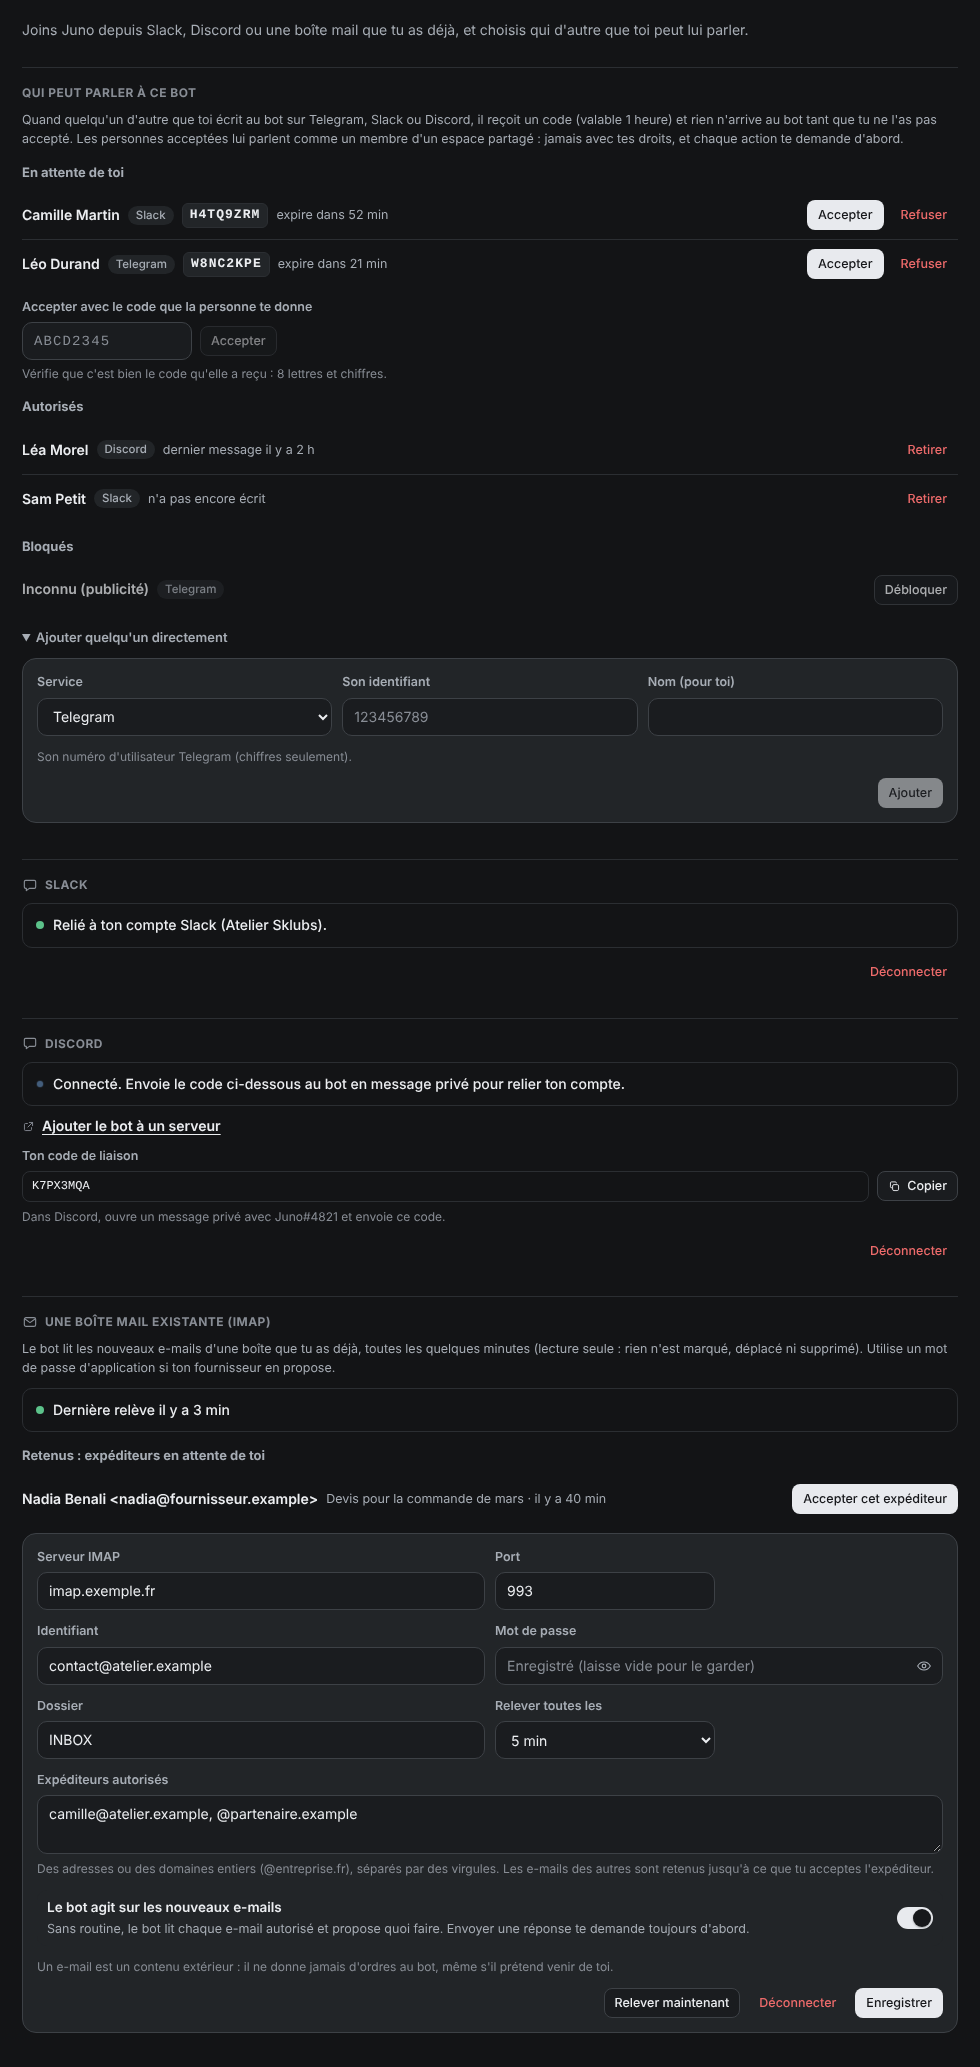 Joins Juno depuis Slack, Discord ou une boîte mail que tu as déjà, et choisis qui d'autre que toi peut lui parler.
QUI PEUT PARLER À CE BOT
Quand quelqu'un d'autre que toi écrit au bot sur Telegram, Slack ou Discord, il reçoit un code (valable 1 heure) et rien n'arrive au bot tant que tu ne l'as pas
accepté. Les personnes acceptées lui parlent comme un membre d'un espace partagé : jamais avec tes droits, et chaque action te demande d'abord.
En attente de toi
Camille Martin Slack H4TQ9ZRM expire dans 52 min Accepter Refuser
Léo Durand Telegram W8NC2KPE expire dans 21 min Accepter Refuser
Accepter avec le code que la personne te donne
ABCD2345 Accepter
Vérifie que c'est bien le code qu'elle a reçu : 8 lettres et chiffres.
Autorisés
Léa Morel Discord dernier message il y a 2 h Retirer
Sam Petit Slack n'a pas encore écrit Retirer
Bloqués
Inconnu (publicité) Telegram Débloquer
▼ Ajouter quelqu'un directement
Service Son identifiant Nom (pour toi)
Telegram 123456789
Son numéro d'utilisateur Telegram (chiffres seulement).
Ajouter
SLACK
Relié à ton compte Slack (Atelier Sklubs).
Déconnecter
DISCORD
Connecté. Envoie le code ci-dessous au bot en message privé pour relier ton compte.
Ajouter le bot à un serveur
Ton code de liaison
K7PX3MQA Copier
Dans Discord, ouvre un message privé avec Juno#4821 et envoie ce code.
Déconnecter
UNE BOÎTE MAIL EXISTANTE (IMAP)
Le bot lit les nouveaux e-mails d'une boîte que tu as déjà, toutes les quelques minutes (lecture seule : rien n'est marqué, déplacé ni supprimé). Utilise un mot
de passe d'application si ton fournisseur en propose.
Dernière relève il y a 3 min
Retenus : expéditeurs en attente de toi
Nadia Benali <nadia@fournisseur.example> Devis pour la commande de mars · il y a 40 min Accepter cet expéditeur
Serveur IMAP Port
imap.exemple.fr 993
Identifiant Mot de passe
contact@atelier.example Enregistré (laisse vide pour le garder)
Dossier Relever toutes les
INBOX 5 min
Expéditeurs autorisés
camille@atelier.example, @partenaire.example
Des adresses ou des domaines entiers (@entreprise.fr), séparés par des virgules. Les e-mails des autres sont retenus jusqu'à ce que tu acceptes l'expéditeur.
Le bot agit sur les nouveaux e-mails
Sans routine, le bot lit chaque e-mail autorisé et propose quoi faire. Envoyer une réponse te demande toujours d'abord.
Un e-mail est un contenu extérieur : il ne donne jamais d'ordres au bot, même s'il prétend venir de toi.
Relever maintenant Déconnecter Enregistrer